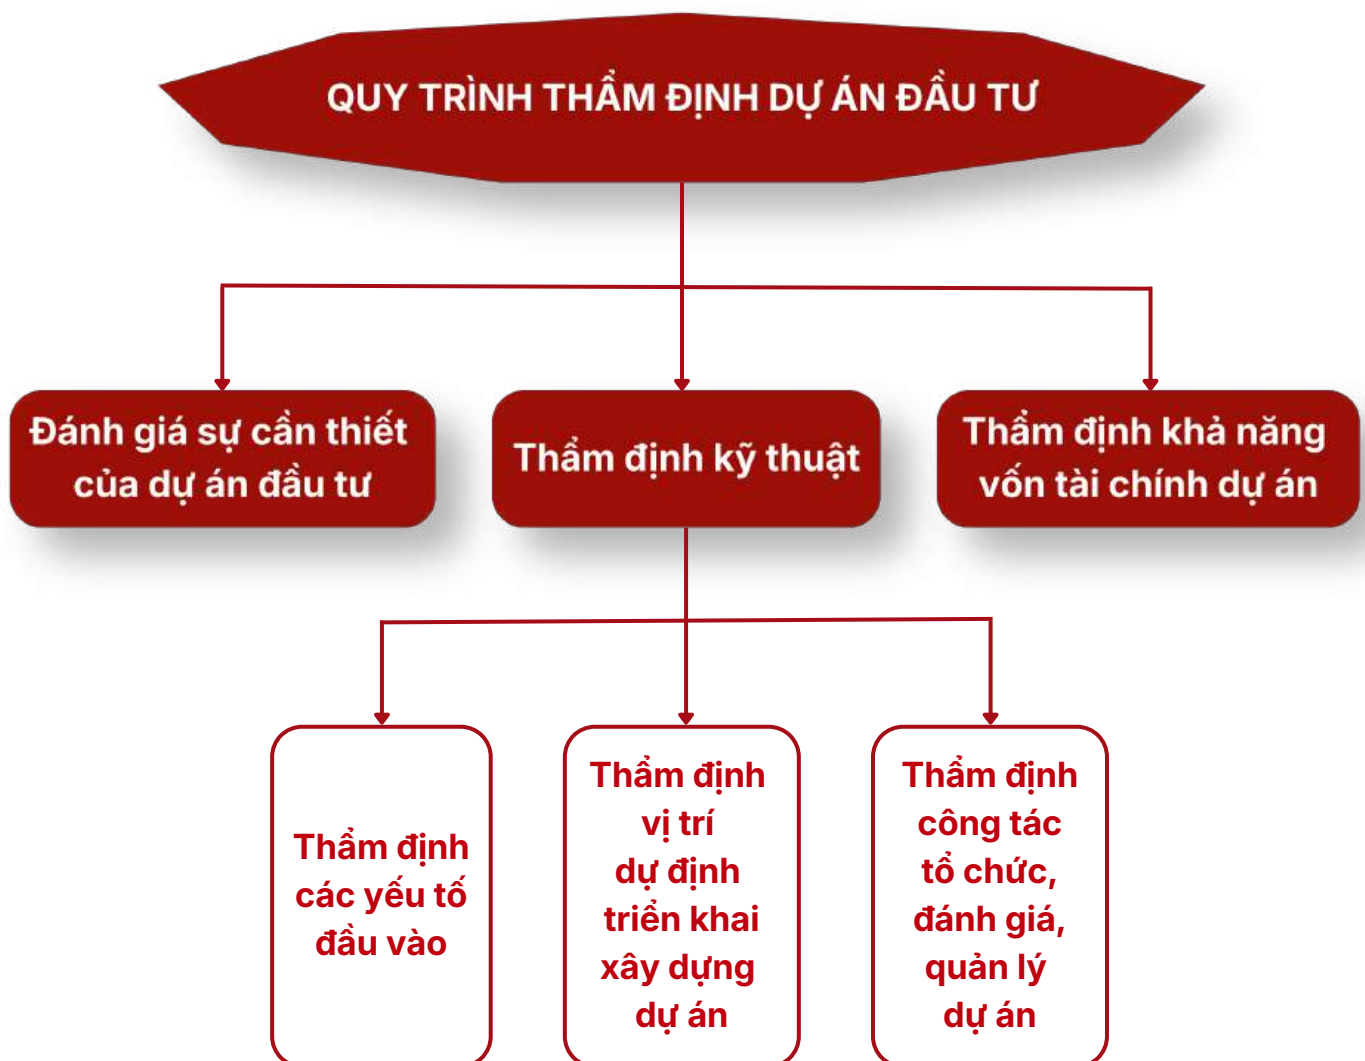 QUY TRÌNH THẨM ĐỊNH DỰ ÁN ĐẦU TƯ
Đánh giá sự cần thiết
của dự án đầu tư
Thẩm định kỹ thuật
Thẩm định khả năng
vốn tài chính dự án
Thẩm định
các yếu tố
đầu vào
Thẩm định
vị trí
dự định
triển khai
xây dựng
dự án
Thẩm định
công tác
tổ chức,
đánh giá,
quản lý
dự án